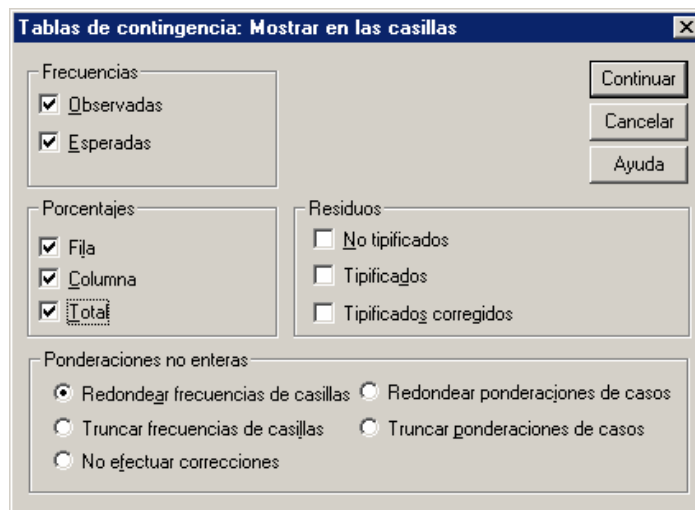 Tablas de contingencia: Mostrar en las casillas
Frecuencias
Observadas
Esperadas
Continuar
Cancelar
Ayuda
Porcentajes
Fila
Columna
Total
Residuos
No tipificados
Tipificados
Tipificados corregidos
Ponderaciones no enteras
Redondear frecuencias de casillas
Redondear ponderaciones de casos
Truncar frecuencias de casillas
Truncar ponderaciones de casos
No efectuar correcciones